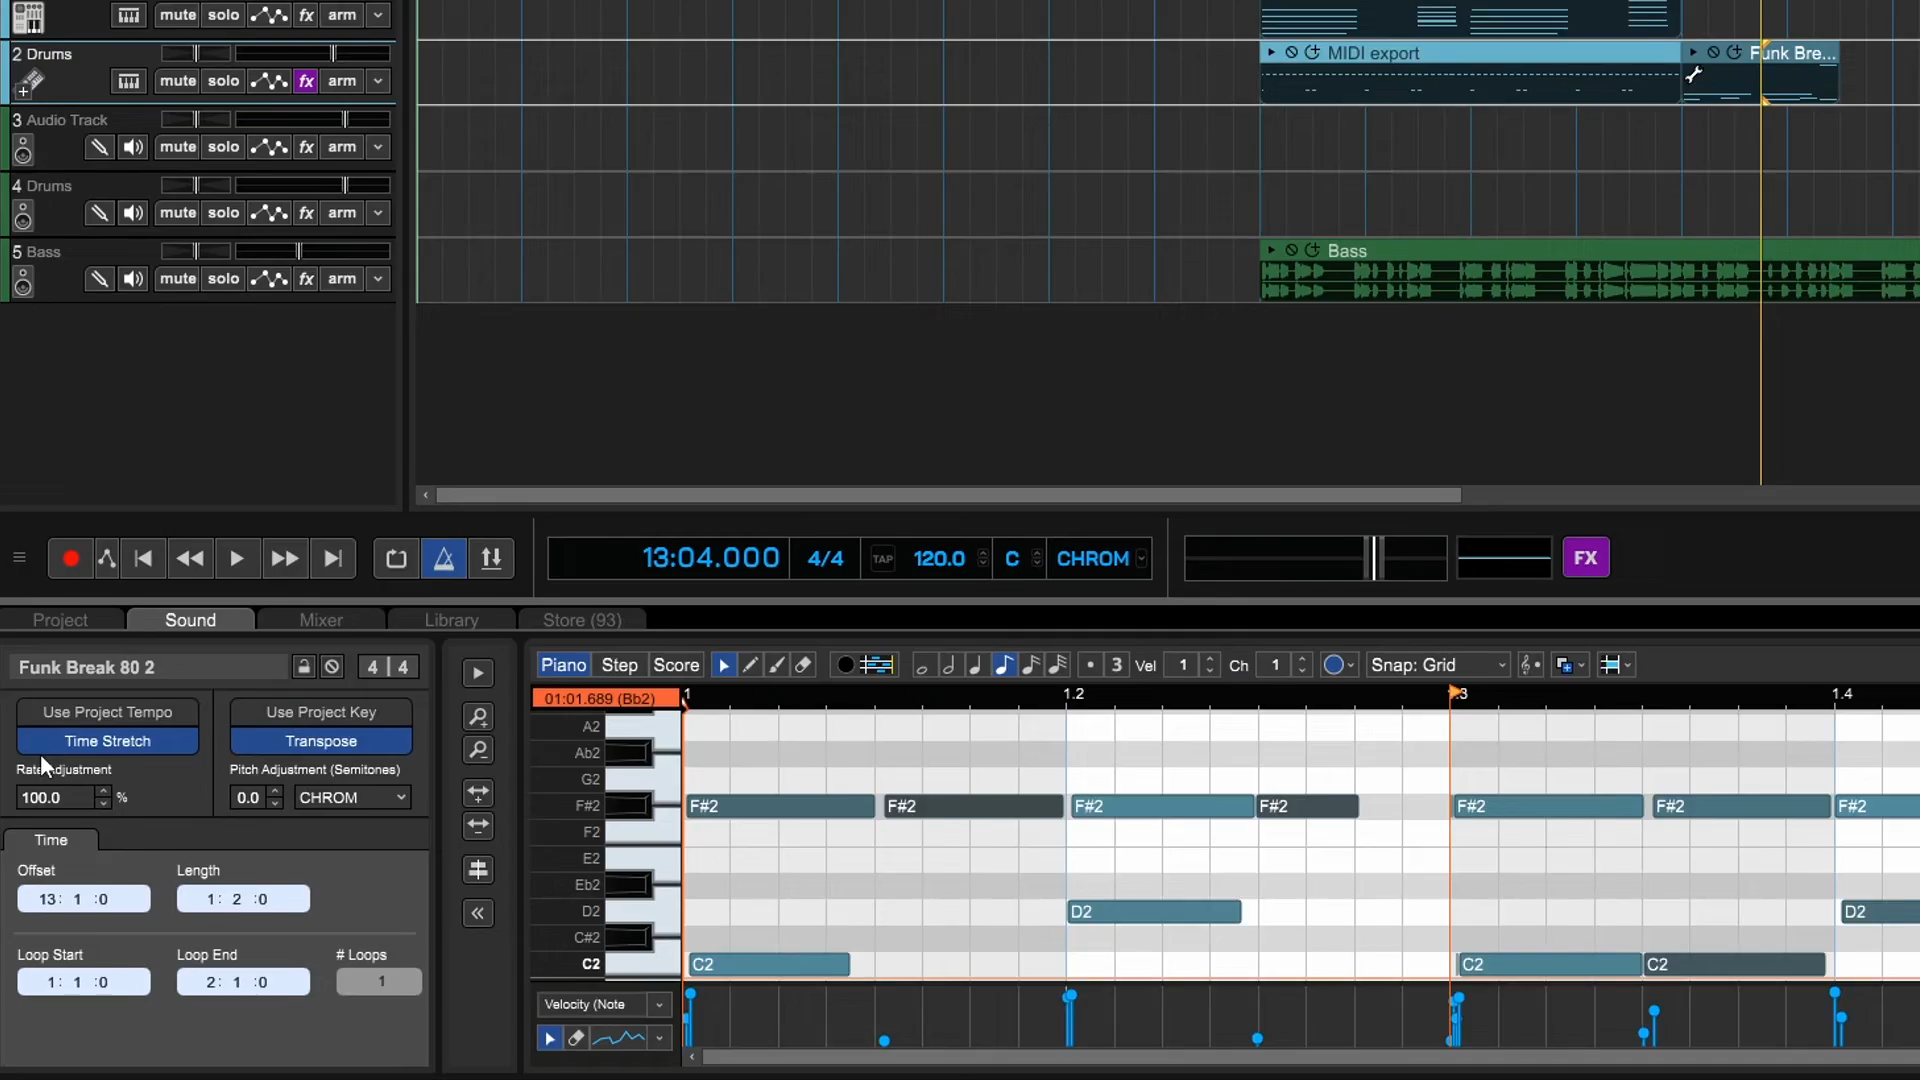 mute solo fx arm
2 Drums
mute solo fx arm
3 Audio Track
mute solo fx arm
4 Drums
mute solo fx arm
5 Bass
mute solo fx arm
MIDI export
Funk Bre...
Bass
13:04.000 4/4 TAP 120.0 C CHROM
FX
Project Sound Mixer Library Store (93)
Funk Break 80 2 4 | 4
Use Project Tempo Use Project Key
Time Stretch Transpose
Rate Adjustment Pitch Adjustment (Semitones)
100.0 % 0.0 CHROM
Time
Offset Length
13: 1 :0 1: 2 :0
Loop Start Loop End # Loops
1: 1 :0 2: 1 :0 1
Piano Step Score 3 Vel 1 Ch 1 Snap: Grid
01:01.689 (Bb2) 1 1.2 3 1.4
A2
Ab2
G2
F#2 F#2 F#2 F#2 F#2 F#2 F#2 F#2
F2
E2
Eb2
D2 D2 D2
C#2
C2 C2 C2 C2
Velocity (Note